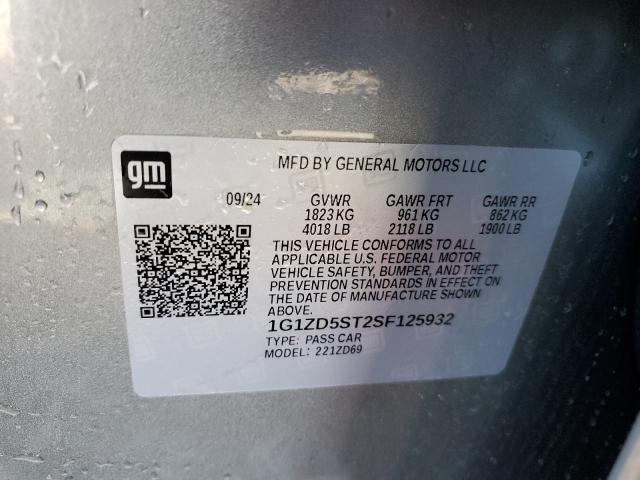 gm
MFD BY GENERAL MOTORS LLC
09/24 GVWR GAWR FRT GAWR RR
1823 KG 961 KG 862 KG
4018 LB 2118 LB 1900 LB
THIS VEHICLE CONFORMS TO ALL
APPLICABLE U.S. FEDERAL MOTOR
VEHICLE SAFETY, BUMPER, AND THEFT
PREVENTION STANDARDS IN EFFECT ON
THE DATE OF MANUFACTURE SHOWN
ABOVE.
1G1ZD5ST2SF125932
TYPE: PASS CAR
MODEL: 221ZD69